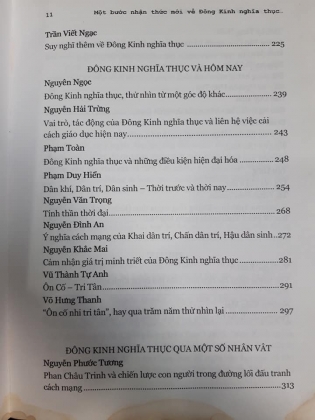 11 Một bước nhận thức mới về Đông Kinh nghĩa thục.
Trần Viết Ngạc
Suy nghĩ thêm về Đông Kinh nghĩa thục ........................ 225
ĐÔNG KINH NGHĨA THỤC VÀ HÔM NAY
Nguyên Ngọc
Đông Kinh nghĩa thục, thử nhìn từ một góc độ khác............... 239
Nguyễn Hải Trừng
Vai trò, tác động của Đông Kinh nghĩa thục và liên hệ việc cải
cách giáo dục hiện nay............................................ 243
Phạm Toàn
Đông Kinh nghĩa thục và những điều kiện hiện đại hóa ........... 248
Phạm Duy Hiển
Dân khí, Dân trí, Dân sinh – Thời trước và thời nay................ 254
Nguyễn Văn Trọng
Tinh thần thời đại................................................. 268
Nguyễn Đình An
Ý nghĩa cách mạng của Khai dân trí, Chấn dân trí, Hậu dân sinh..272
Nguyễn Khắc Mai
Cảm nhận giá trị minh triết của Đông Kinh nghĩa thục............281
Vũ Thành Tự Anh
Ôn Cố – Tri Tân...................................................291
Võ Hưng Thanh
"Ôn cố nhi tri tân", hay qua trăm năm thử nhìn lại ............. 297
ĐÔNG KINH NGHĨA THỤC QUA MỘT SỐ NHÂN VẬT
Nguyễn Phước Tương
Phan Châu Trinh và chiến lược con người trong đường lối đấu tranh
cách mạng .........................................................313